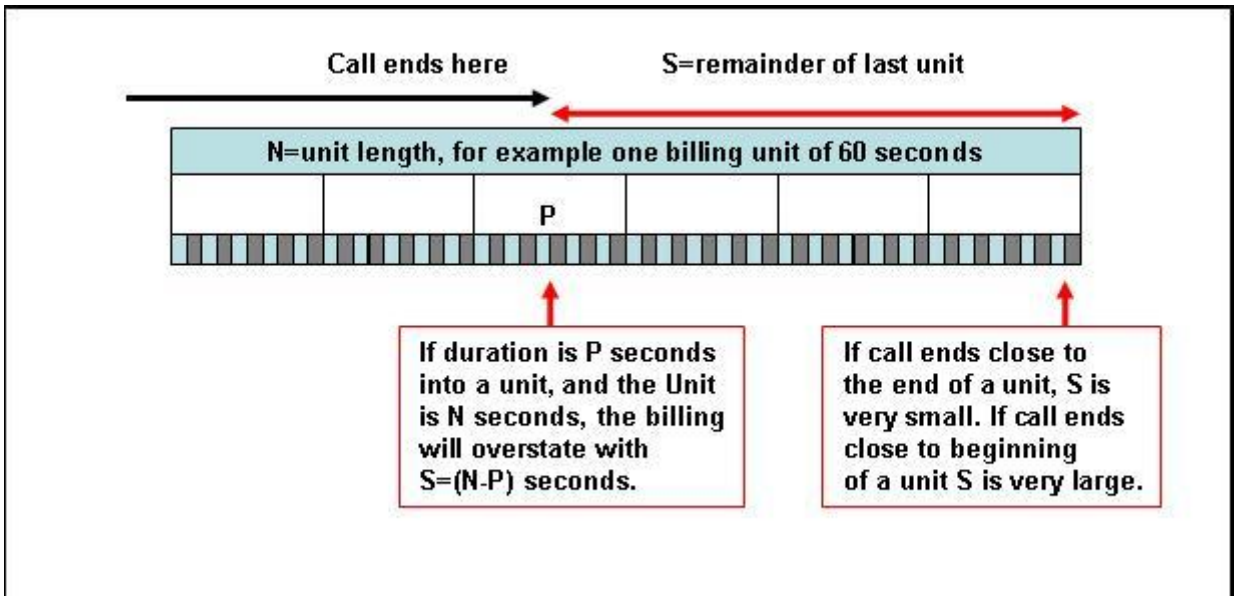 Call ends here
S=remainder of last unit
N=unit length, for example one billing unit of 60 seconds
P
If duration is P seconds
into a unit, and the Unit
is N seconds, the billing
will overstate with
S=(N-P) seconds.
If call ends close to
the end of a unit, S is
very small. If call ends
close to beginning
of a unit S is very large.